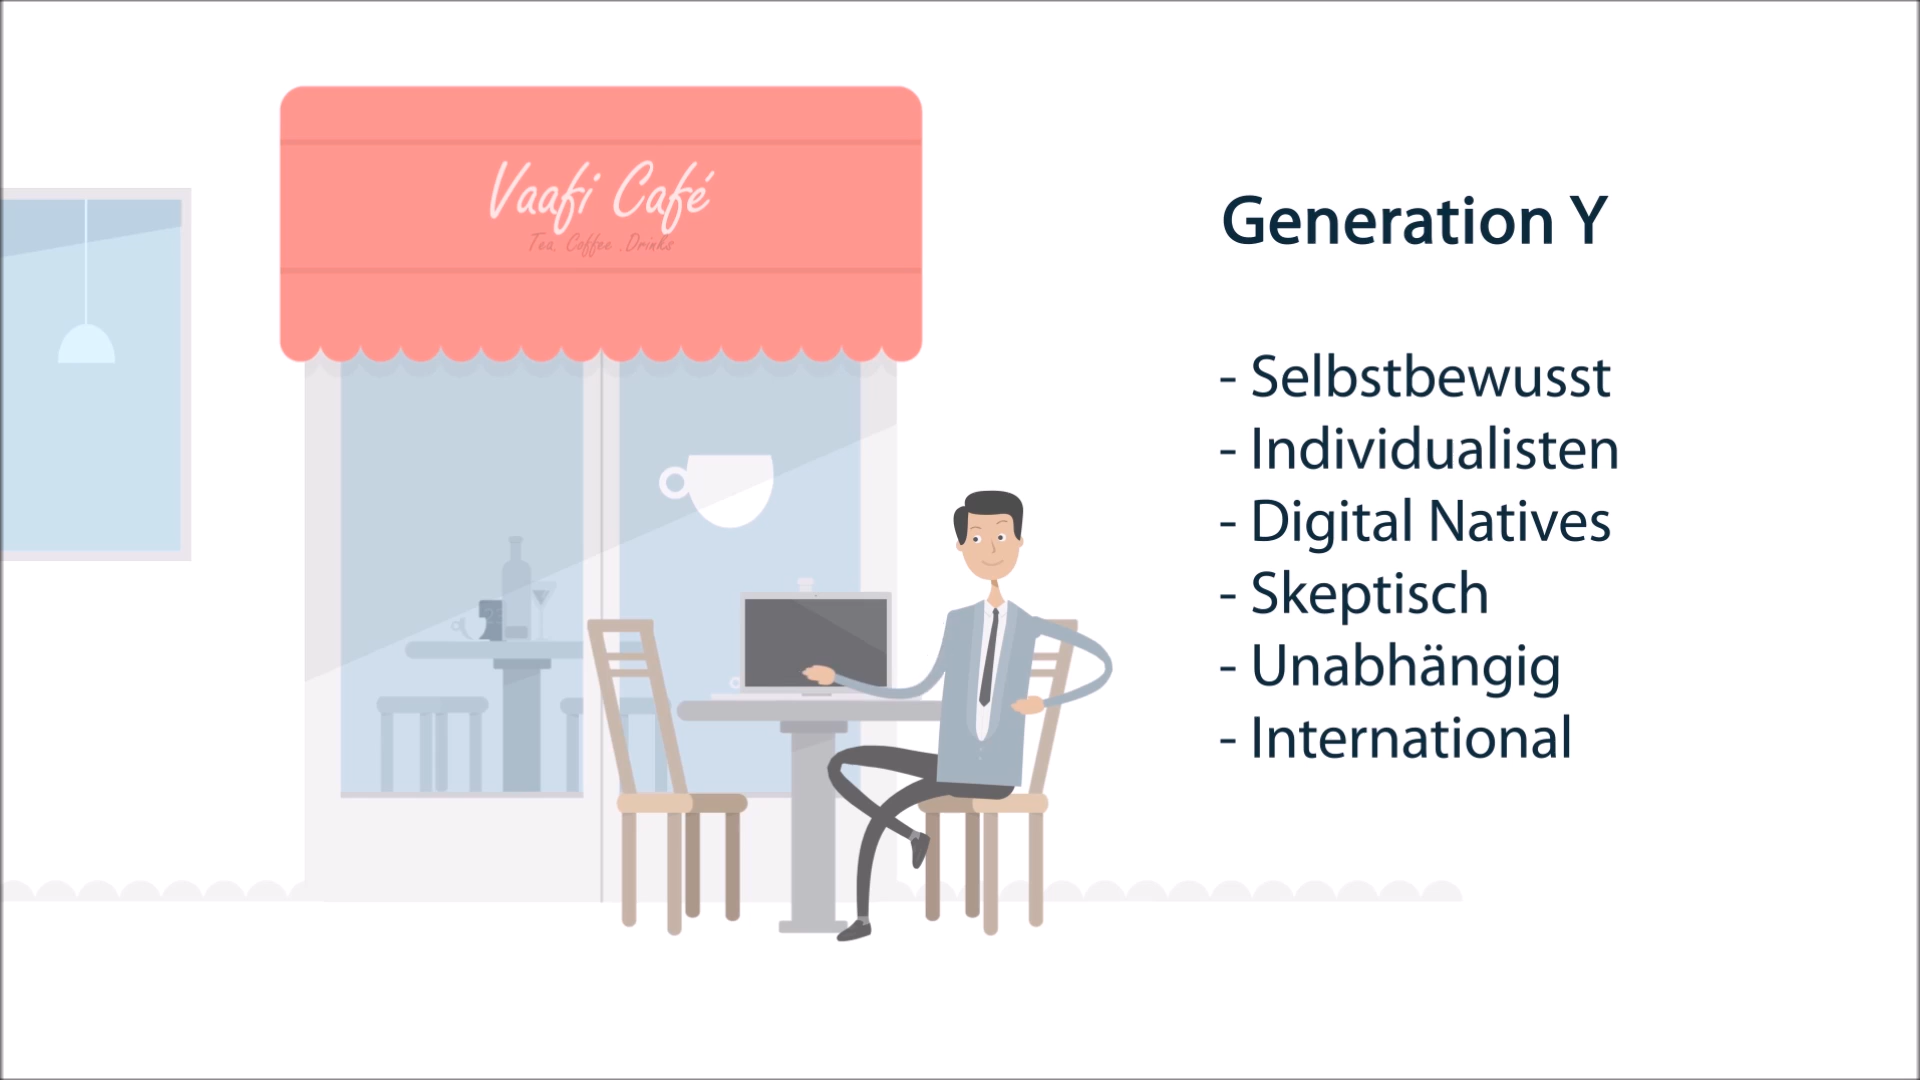 Vaafi Café
Tea. Coffee .Drinks
Generation Y
- Selbstbewusst
- Individualisten
- Digital Natives
- Skeptisch
- Unabhängig
- International